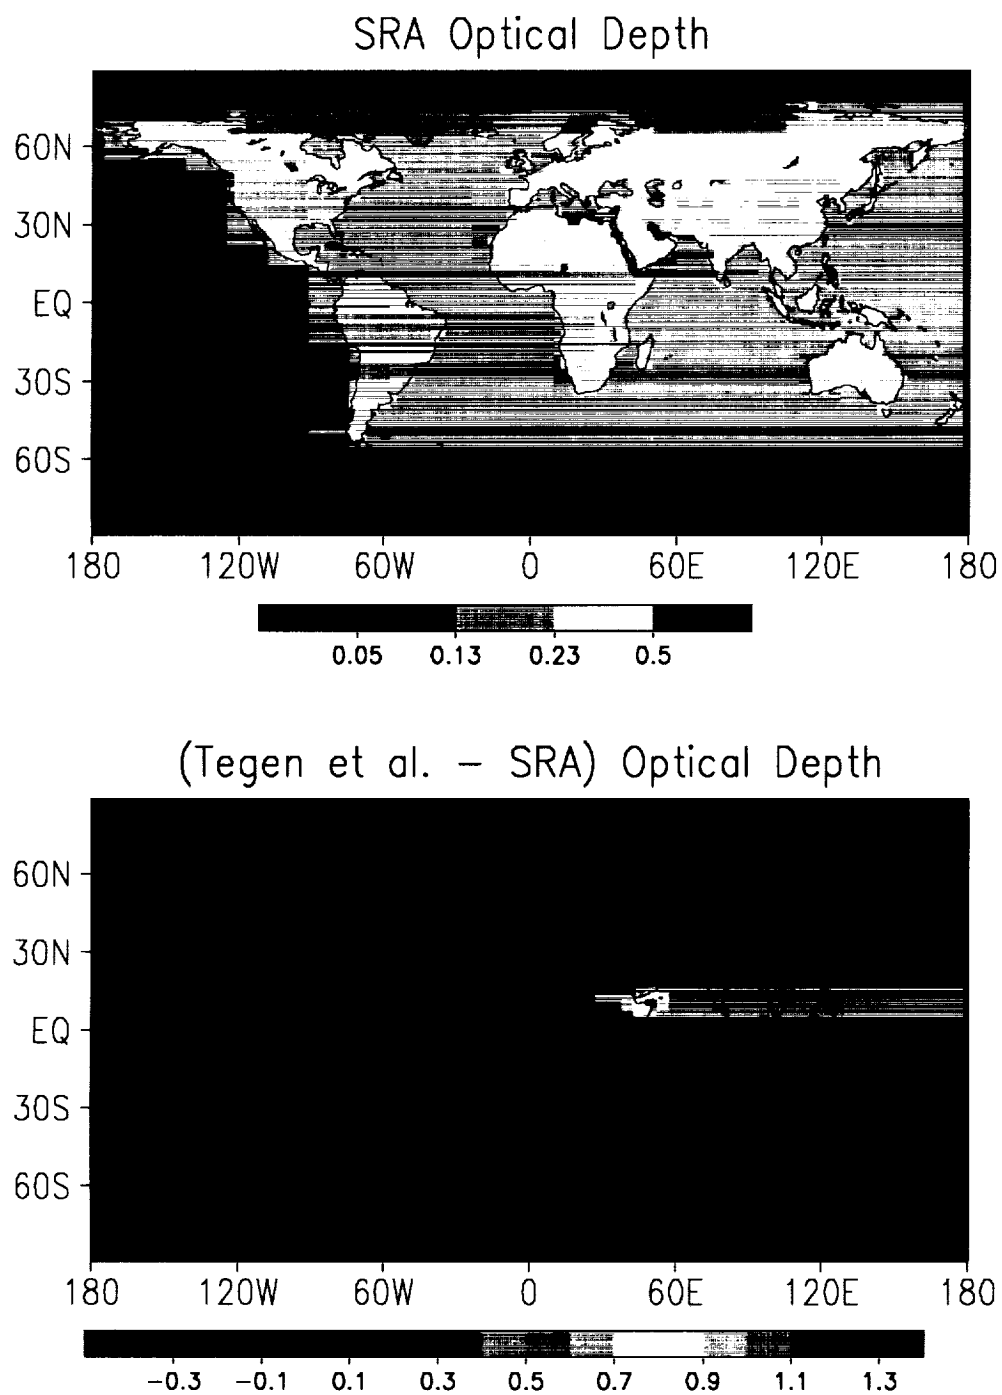 SRA Optical Depth
60N
30N
EQ
30S
60S
180 120W 60W 0 60E 120E 180
0.05 0.13 0.23 0.5
(Tegen et al. – SRA) Optical Depth
60N
30N
EQ
30S
60S
180 120W 60W 0 60E 120E 180
−0.3 −0.1 0.1 0.3 0.5 0.7 0.9 1.1 1.3